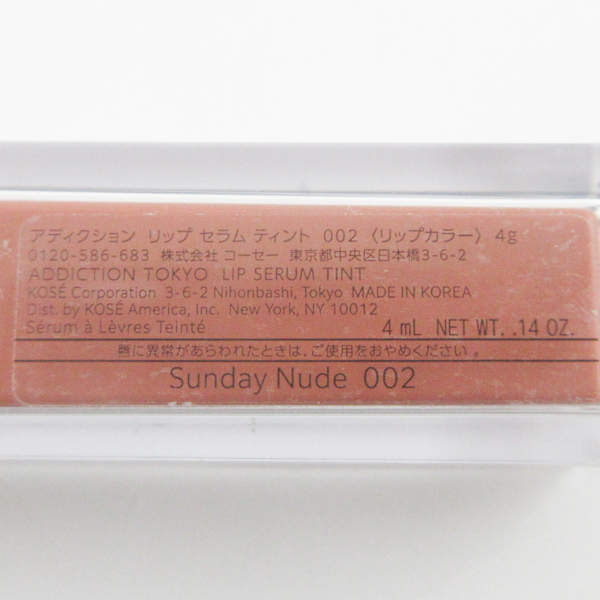 アディクション リップ セラム ティント 002 〈リップカラー〉 4g
0120-586-683 株式会社 コーセー 東京都中央区日本橋3-6-2
ADDICTION TOKYO LIP SERUM TINT
KOSÉ Corporation 3-6-2 Nihonbashi, Tokyo MADE IN KOREA
Dist. by KOSÉ America, Inc. New York, NY 10012
Sérum à Lèvres Teinté 4 mL NET WT. .14 OZ.
唇に異常があらわれたときは、ご使用をおやめください。
Sunday Nude 002